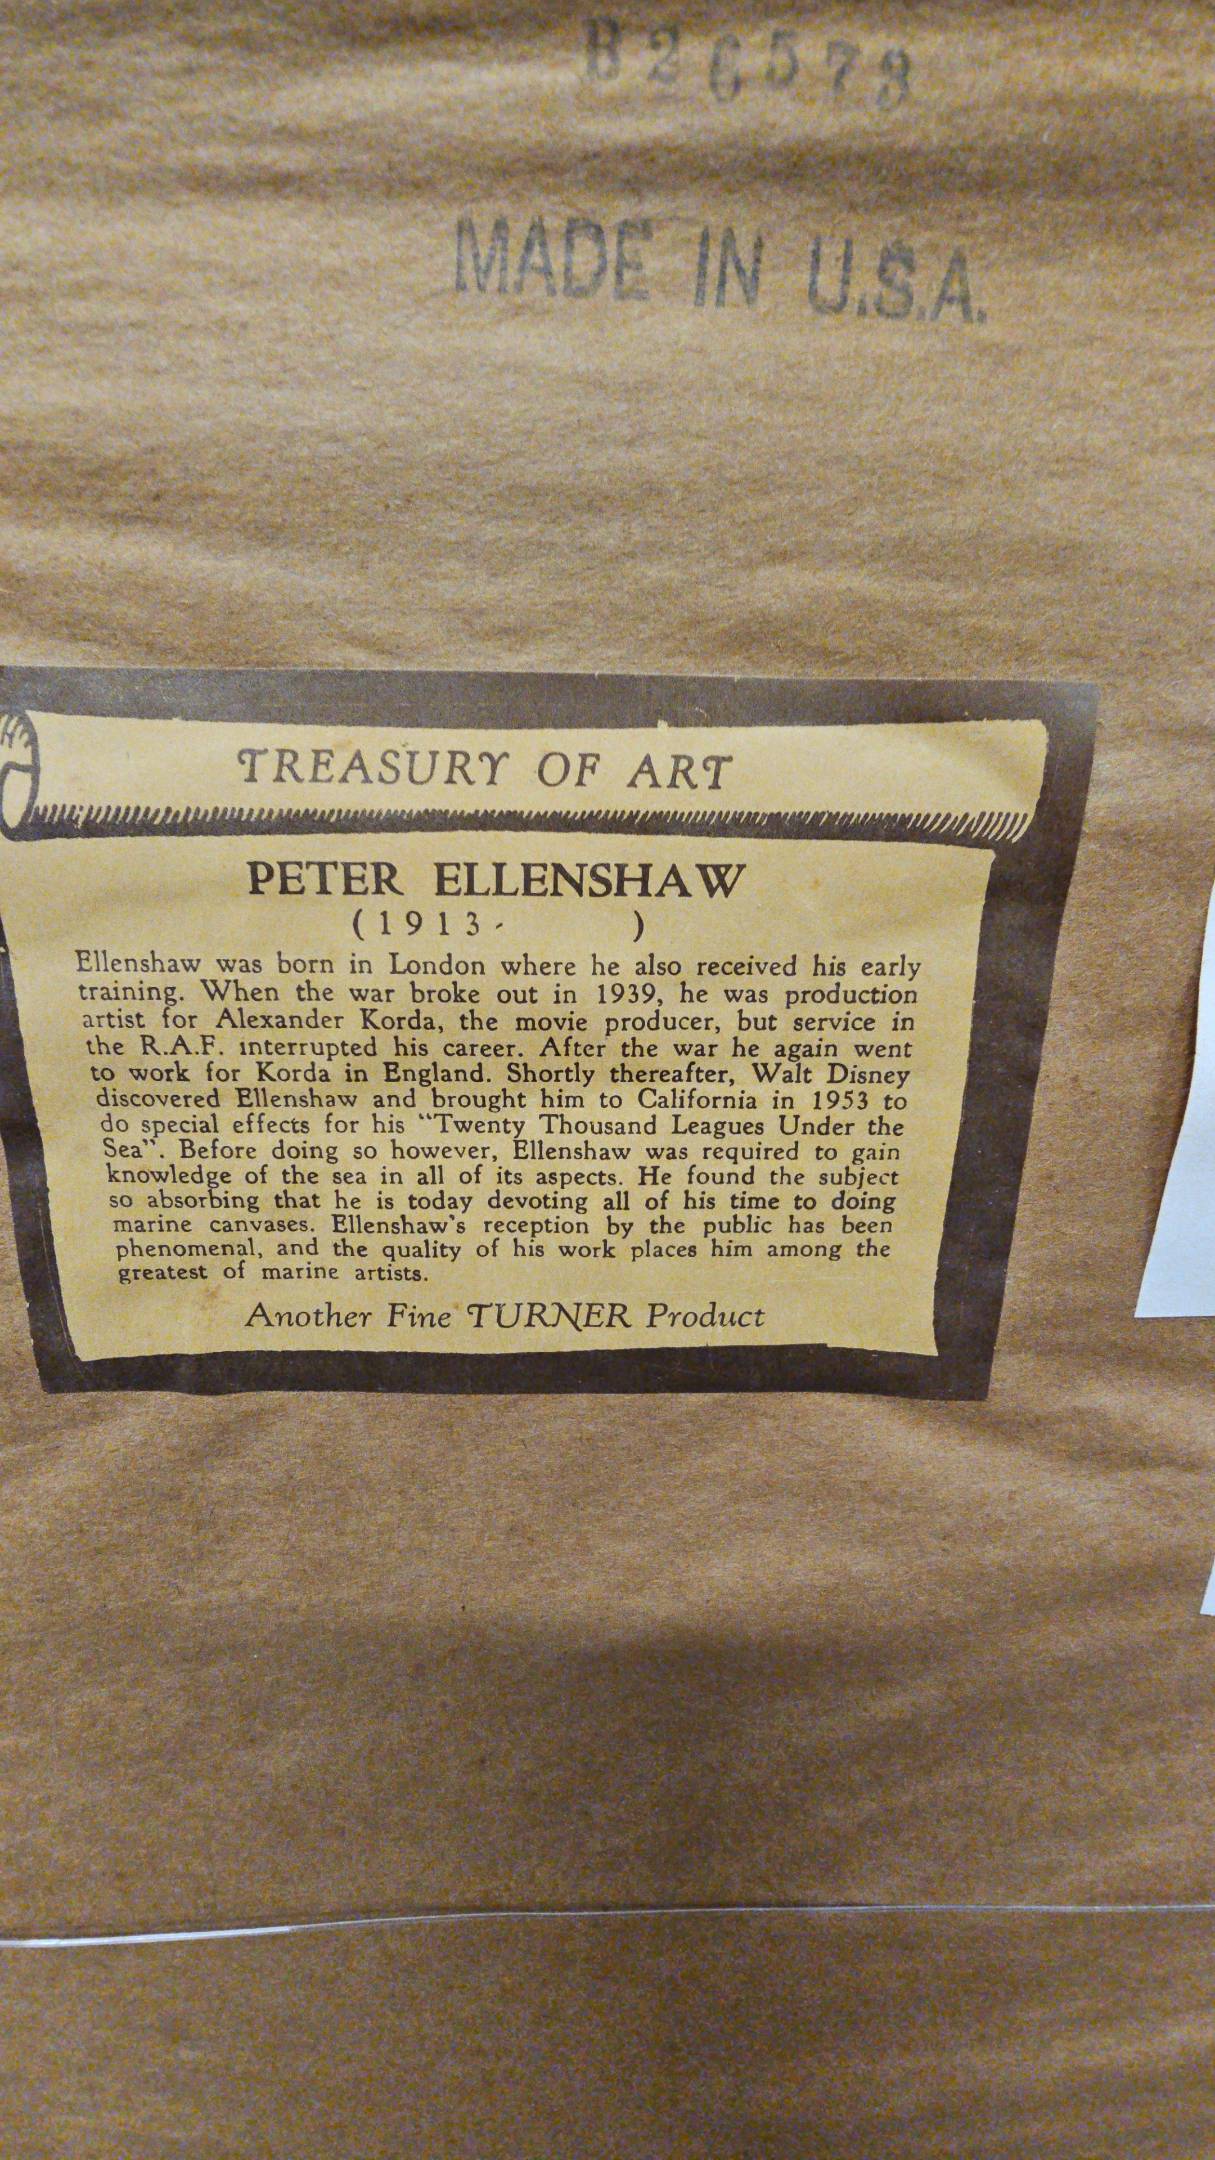 B26573
MADE IN U.S.A.
TREASURY OF ART
PETER ELLENSHAW
(1913- )
Ellenshaw was born in London where he also received his early
training. When the war broke out in 1939, he was production
artist for Alexander Korda, the movie producer, but service in
the R.A.F. interrupted his career. After the war he again went
to work for Korda in England. Shortly thereafter, Walt Disney
discovered Ellenshaw and brought him to California in 1953 to
do special effects for his "Twenty Thousand Leagues Under the
Sea". Before doing so however, Ellenshaw was required to gain
knowledge of the sea in all of its aspects. He found the subject
so absorbing that he is today devoting all of his time to doing
marine canvases. Ellenshaw's reception by the public has been
phenomenal, and the quality of his work places him among the
greatest of marine artists.
Another Fine TURNER Product